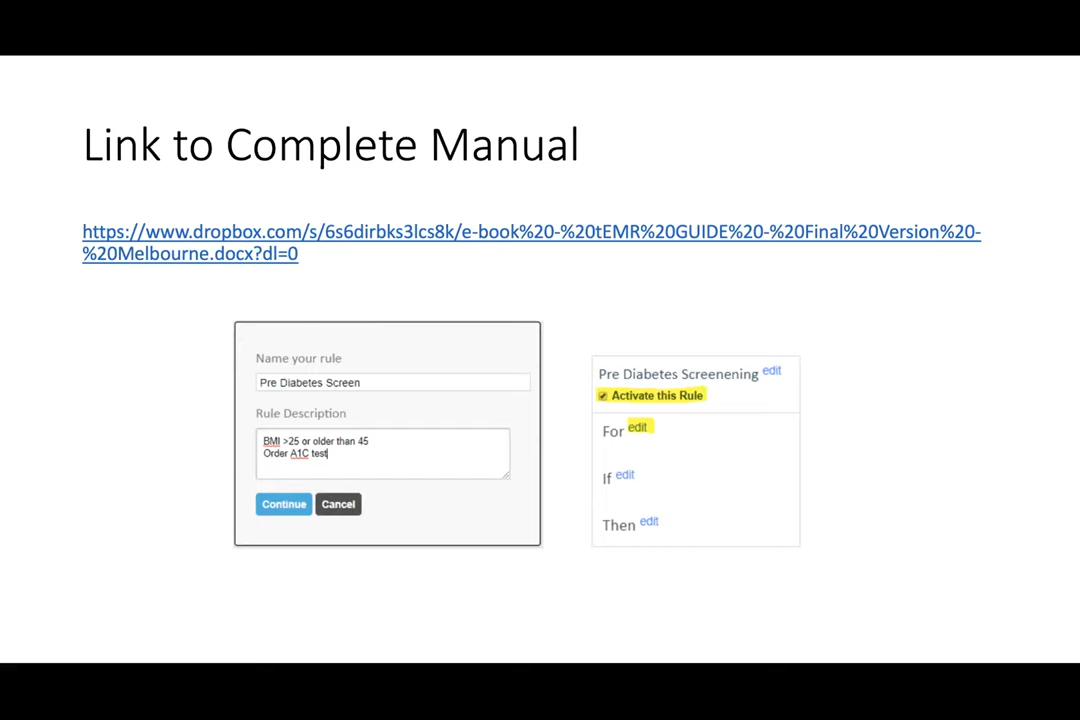 Link to Complete Manual
https://www.dropbox.com/s/6s6dirbks3lcs8k/e-book%20-%20tEMR%20GUIDE%20-%20Final%20Version%20-
%20Melbourne.docx?dl=0
Name your rule
Pre Diabetes Screen
Rule Description
BMI >25 or older than 45
Order A1C test
Continue Cancel
Pre Diabetes Screenening edit
Activate this Rule
For edit
If edit
Then edit